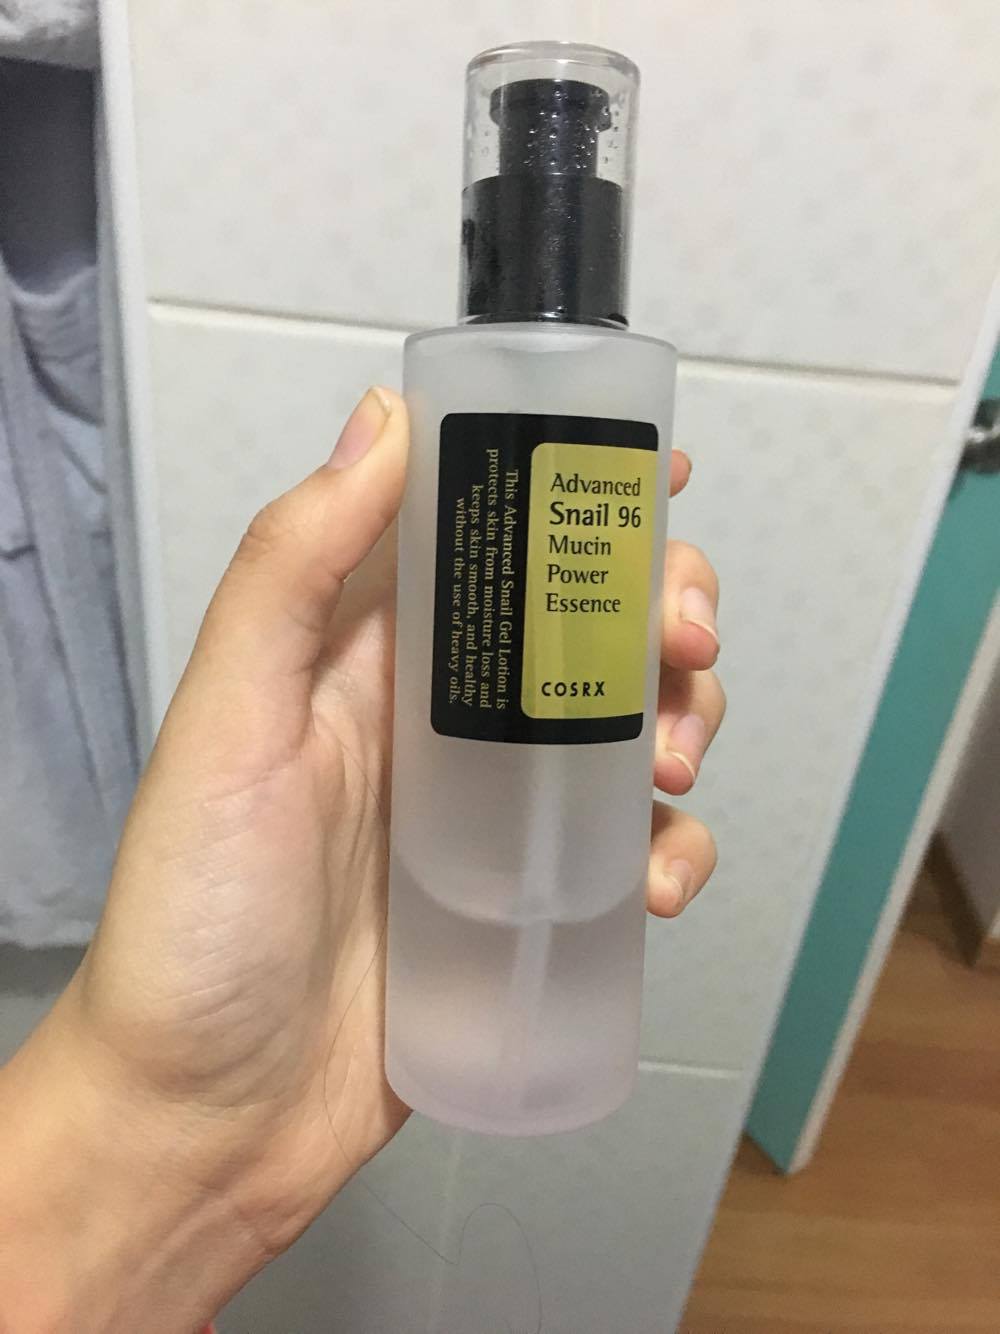 Advanced
Snail 96
Mucin
Power
Essence
COSRX
This Advanced Snail Gel Lotion is
protects skin from moisture loss and
keeps skin smooth, and healthy
without the use of heavy oils.